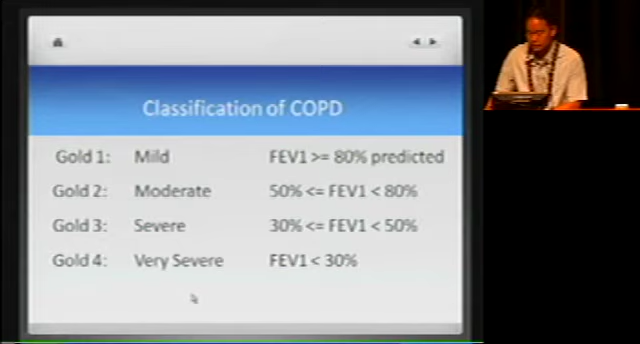 Classification of COPD
Gold 1: Mild FEV1 >= 80% predicted
Gold 2: Moderate 50% <= FEV1 < 80%
Gold 3: Severe 30% <= FEV1 < 50%
Gold 4: Very Severe FEV1 < 30%